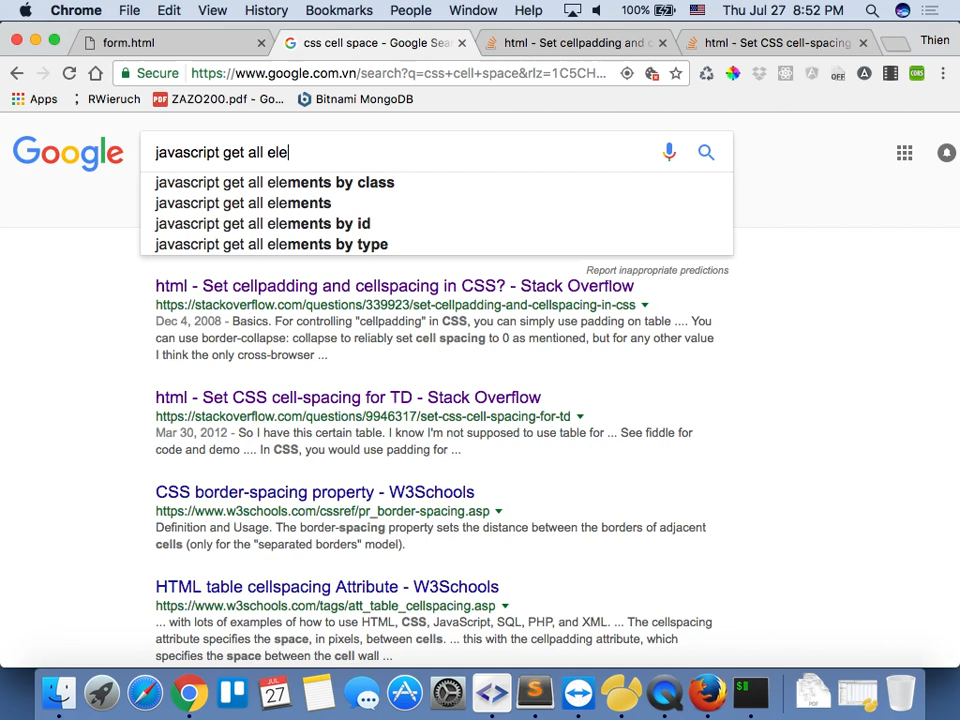 Chrome File Edit View History Bookmarks People Window Help 100% Thu Jul 27 8:52 PM
form.html css cell space - Google Sea html - Set cellpadding and c html - Set CSS cell-spacing Thien
Secure https://www.google.com.vn/search?q=css+cell+space&rlz=1C5CH... OFF CORS
Apps ; RWieruch PDF ZAZO200.pdf - Go... Bitnami MongoDB
Google javascript get all ele
javascript get all elements by class
javascript get all elements
javascript get all elements by id
javascript get all elements by type
Report inappropriate predictions
html - Set cellpadding and cellspacing in CSS? - Stack Overflow
https://stackoverflow.com/questions/339923/set-cellpadding-and-cellspacing-in-css
Dec 4, 2008 - Basics. For controlling "cellpadding" in CSS, you can simply use padding on table .... You
can use border-collapse: collapse to reliably set cell spacing to 0 as mentioned, but for any other value
I think the only cross-browser ...
html - Set CSS cell-spacing for TD - Stack Overflow
https://stackoverflow.com/questions/9946317/set-css-cell-spacing-for-td
Mar 30, 2012 - So I have this certain table. I know I'm not supposed to use table for ... See fiddle for
code and demo .... In CSS, you would use padding for ...
CSS border-spacing property - W3Schools
https://www.w3schools.com/cssref/pr_border-spacing.asp
Definition and Usage. The border-spacing property sets the distance between the borders of adjacent
cells (only for the "separated borders" model).
HTML table cellspacing Attribute - W3Schools
https://www.w3schools.com/tags/att_table_cellspacing.asp
... with lots of examples of how to use HTML, CSS, JavaScript, SQL, PHP, and XML. ... The cellspacing
attribute specifies the space, in pixels, between cells. ... this with the cellpadding attribute, which
specifies the space between the cell wall ...
JUL
27
PDF